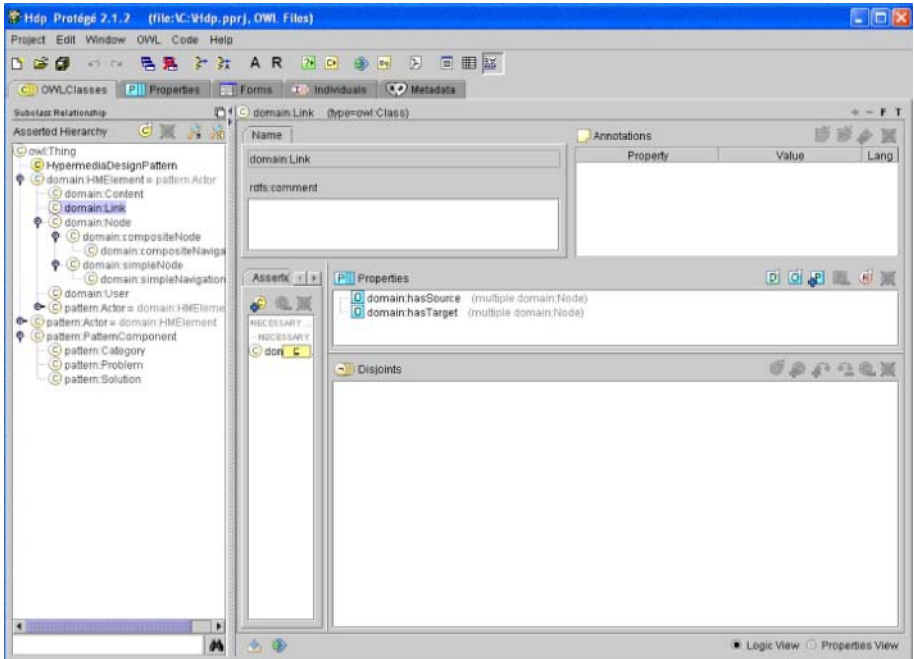 Hdp Protégé 2.1.2 (file:\C:\Hdp.pprj, OWL Files)
Project Edit Window OWL Code Help
A R
C OWLClasses P Properties Forms Individuals Metadata
Subclass Relationship
Asserted Hierarchy
owl:Thing
HypermediaDesignPattern
domain:HMElement = pattern:Actor
domain:Content
domain:Link
domain:Node
domain:compositeNode
domain:compositeNaviga
domain:simpleNode
domain:simpleNavigation
domain:User
pattern:Actor = domain:HMEleme
pattern:Actor = domain:HMElement
pattern:PatternComponent
pattern:Category
pattern:Problem
pattern:Solution
domain:Link (type=owl:Class)
+ − F T
Name
domain:Link
rdfs:comment
Annotations
Property Value Lang
Asserte
NECESSARY ...
- NECESSARY
C don C
P Properties
domain:hasSource (multiple domain:Node)
domain:hasTarget (multiple domain:Node)
Disjoints
Logic View Properties View